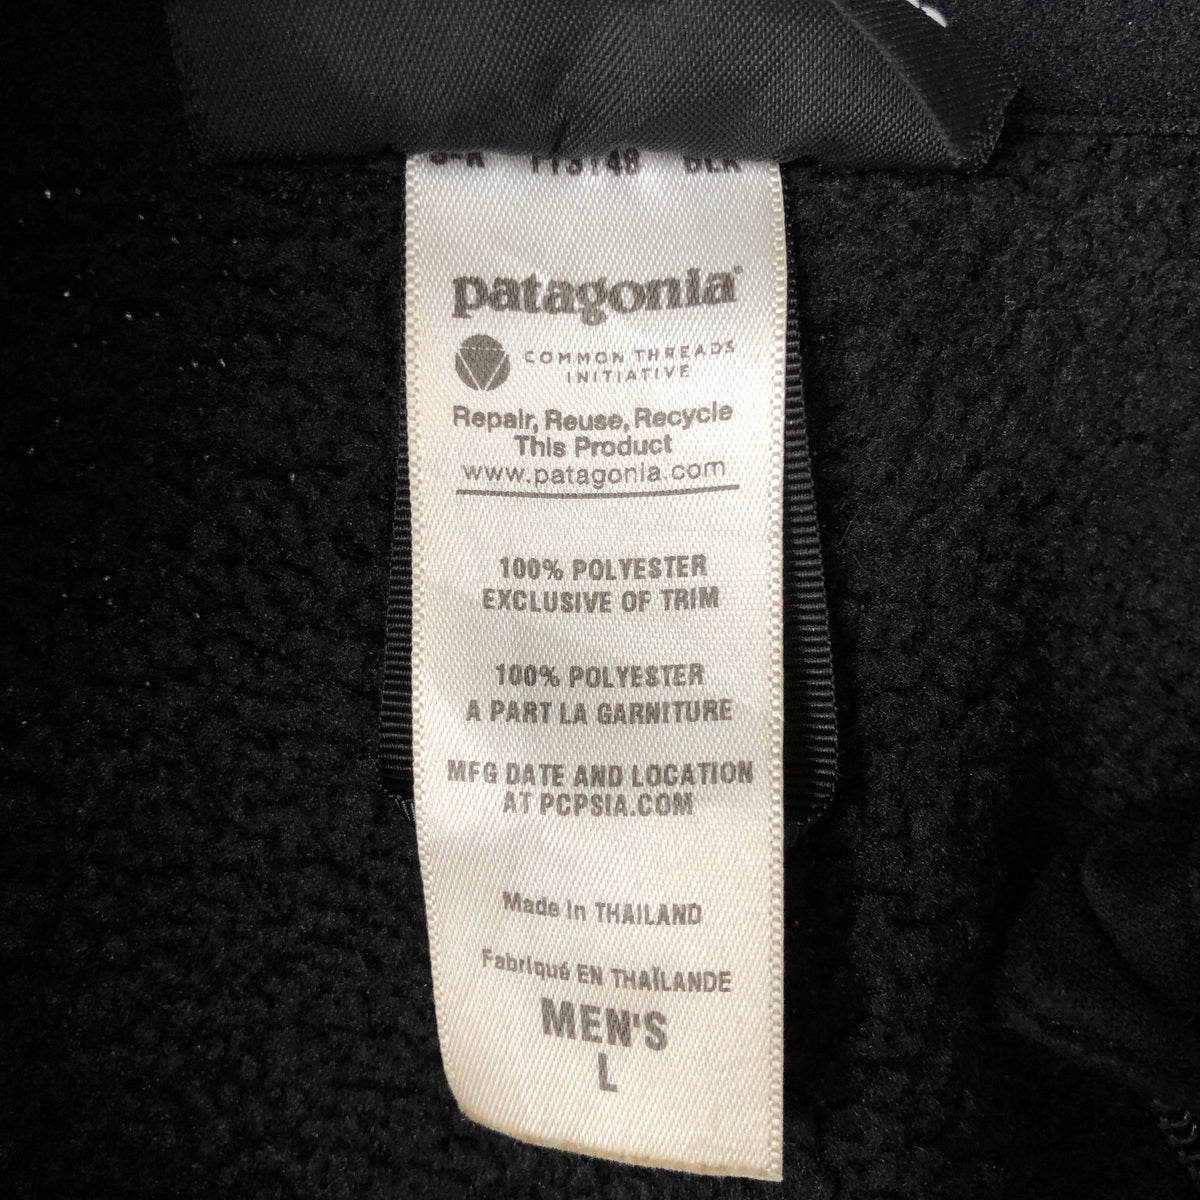 patagonia®
COMMON THREADS
INITIATIVE
Repair, Reuse, Recycle
This Product
www.patagonia.com
100% POLYESTER
EXCLUSIVE OF TRIM
100% POLYESTER
A PART LA GARNITURE
MFG DATE AND LOCATION
AT PCPSIA.COM
Made in THAILAND
Fabriqué EN THAÏLANDE
MEN'S
L